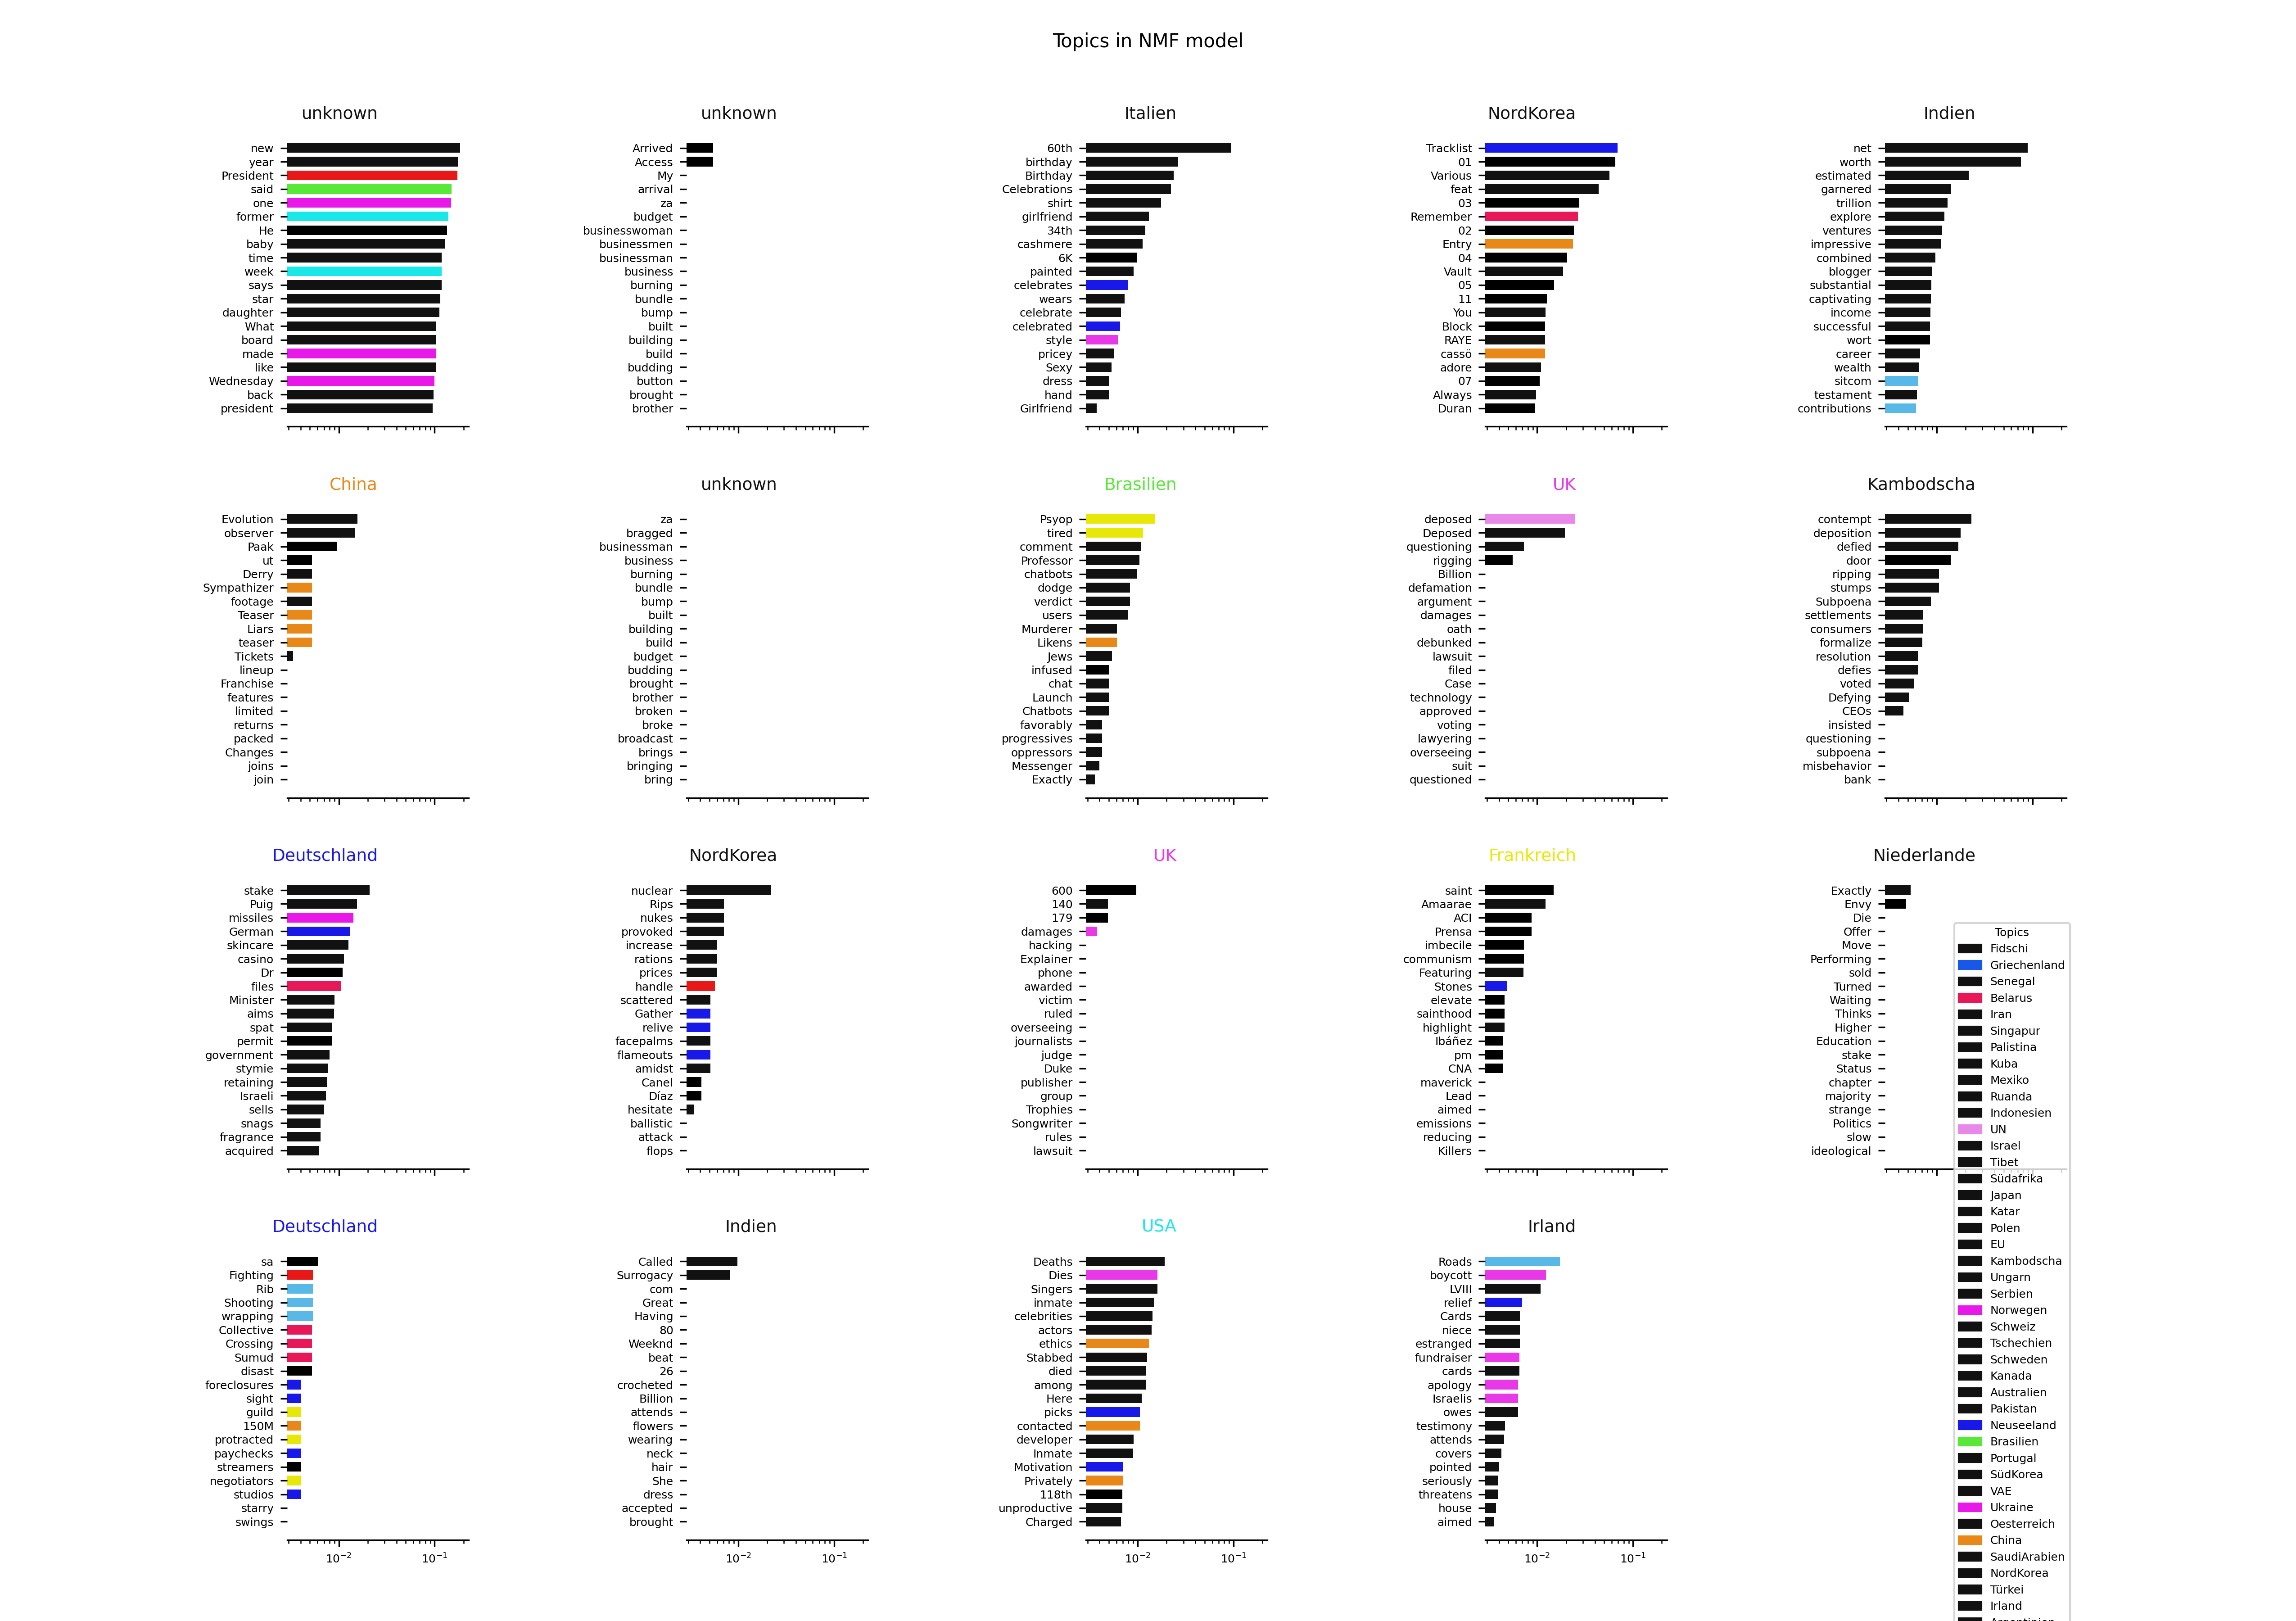 Topics in NMF model
unknown
new
year
President
said
one
former
He
baby
time
week
says
star
daughter
What
board
made
like
Wednesday
back
president
unknown
Arrived
Access
My
arrival
za
budget
businesswoman
businessmen
businessman
business
burning
bundle
bump
built
building
build
budding
button
brought
brother
Italien
60th
birthday
Birthday
Celebrations
shirt
girlfriend
34th
cashmere
6K
painted
celebrates
wears
celebrate
celebrated
style
pricey
Sexy
dress
hand
Girlfriend
NordKorea
Tracklist
01
Various
feat
03
Remember
02
Entry
04
Vault
05
11
You
Block
RAYE
cassö
adore
07
Always
Duran
Indien
net
worth
estimated
garnered
trillion
explore
ventures
impressive
combined
blogger
substantial
captivating
income
successful
wort
career
wealth
sitcom
testament
contributions
China
Evolution
observer
Paak
ut
Derry
Sympathizer
footage
Teaser
Liars
teaser
Tickets
lineup
Franchise
features
limited
returns
packed
Changes
joins
join
unknown
za
bragged
businessman
business
burning
bundle
bump
built
building
build
budget
budding
brought
brother
broken
broke
broadcast
brings
bringing
bring
Brasilien
Psyop
tired
comment
Professor
chatbots
dodge
verdict
users
Murderer
Likens
Jews
infused
chat
Launch
Chatbots
favorably
progressives
oppressors
Messenger
Exactly
UK
deposed
Deposed
questioning
rigging
Billion
defamation
argument
damages
oath
debunked
lawsuit
filed
Case
technology
approved
voting
lawyering
overseeing
suit
questioned
Kambodscha
contempt
deposition
defied
door
ripping
stumps
Subpoena
settlements
consumers
formalize
resolution
defies
voted
Defying
CEOs
insisted
questioning
subpoena
misbehavior
bank
Deutschland
stake
Puig
missiles
German
skincare
casino
Dr
files
Minister
aims
spat
permit
government
stymie
retaining
Israeli
sells
snags
fragrance
acquired
NordKorea
nuclear
Rips
nukes
provoked
increase
rations
prices
handle
scattered
Gather
relive
facepalms
flameouts
amidst
Canel
Díaz
hesitate
ballistic
attack
flops
UK
600
140
179
damages
hacking
Explainer
phone
awarded
victim
ruled
overseeing
journalists
judge
Duke
publisher
group
Trophies
Songwriter
rules
lawsuit
Frankreich
saint
Amaarae
ACI
Prensa
imbecile
communism
Featuring
Stones
elevate
sainthood
highlight
Ibáñez
pm
CNA
maverick
Lead
aimed
emissions
reducing
Killers
Niederlande
Exactly
Envy
Die
Offer
Move
Performing
sold
Turned
Waiting
Thinks
Higher
Education
stake
Status
chapter
majority
strange
Politics
slow
ideological
Deutschland
sa
Fighting
Rib
Shooting
wrapping
Collective
Crossing
Sumud
disast
foreclosures
sight
guild
150M
protracted
paychecks
streamers
negotiators
studios
starry
swings
10⁻² 10⁻¹
Indien
Called
Surrogacy
com
Great
Having
80
Weeknd
beat
26
crocheted
Billion
attends
flowers
wearing
neck
hair
She
dress
accepted
brought
10⁻² 10⁻¹
USA
Deaths
Dies
Singers
inmate
celebrities
actors
ethics
Stabbed
died
among
Here
picks
contacted
developer
Inmate
Motivation
Privately
118th
unproductive
Charged
10⁻² 10⁻¹
Irland
Roads
boycott
LVIII
relief
Cards
niece
estranged
fundraiser
cards
apology
Israelis
owes
testimony
attends
covers
pointed
seriously
threatens
house
aimed
10⁻² 10⁻¹
Topics
Fidschi
Griechenland
Senegal
Belarus
Iran
Singapur
Palistina
Kuba
Mexiko
Ruanda
Indonesien
UN
Israel
Tibet
Südafrika
Japan
Katar
Polen
EU
Kambodscha
Ungarn
Serbien
Norwegen
Schweiz
Tschechien
Schweden
Kanada
Australien
Pakistan
Neuseeland
Brasilien
Portugal
SüdKorea
VAE
Ukraine
Oesterreich
China
SaudiArabien
NordKorea
Türkei
Irland